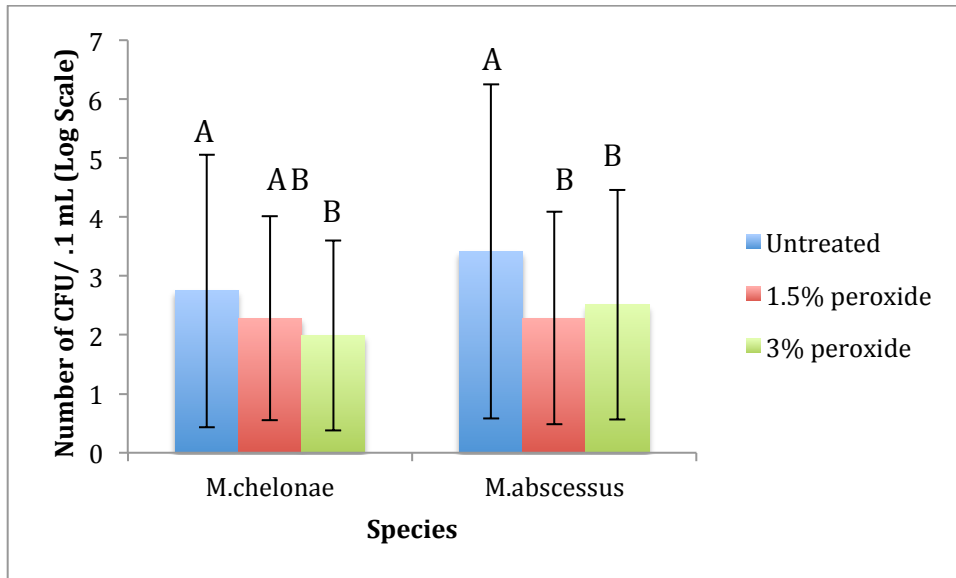 Number of CFU/ .1 mL (Log Scale)
7
6
5
4
3
2
1
0
A
A B
B
A
B
B
M.chelonae
M.abscessus
Species
Untreated
1.5% peroxide
3% peroxide